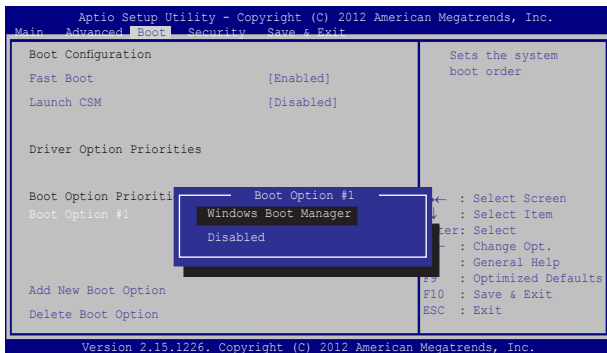 Aptio Setup Utility - Copyright (C) 2012 American Megatrends, Inc.
Main Advanced Boot Security Save & Exit
Boot Configuration
Fast Boot [Enabled]
Launch CSM [Disabled]
Driver Option Priorities
Boot Option Prioriti
Boot Option #1
Add New Boot Option
Delete Boot Option
Boot Option #1
Windows Boot Manager
Disabled
Sets the system
boot order
→← : Select Screen
↓ : Select Item
ter: Select
- : Change Opt.
: General Help
F9 : Optimized Defaults
F10 : Save & Exit
ESC : Exit
Version 2.15.1226. Copyright (C) 2012 American Megatrends, Inc.